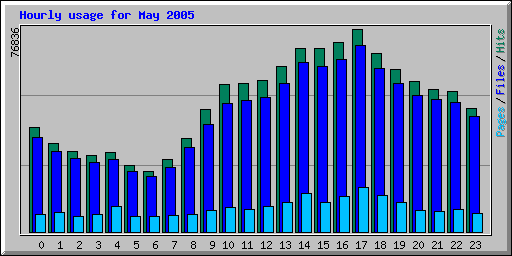 Hourly usage for May 2005
76836
Pages/Files/Hits
0 1 2 3 4 5 6 7 8 9 10 11 12 13 14 15 16 17 18 19 20 21 22 23